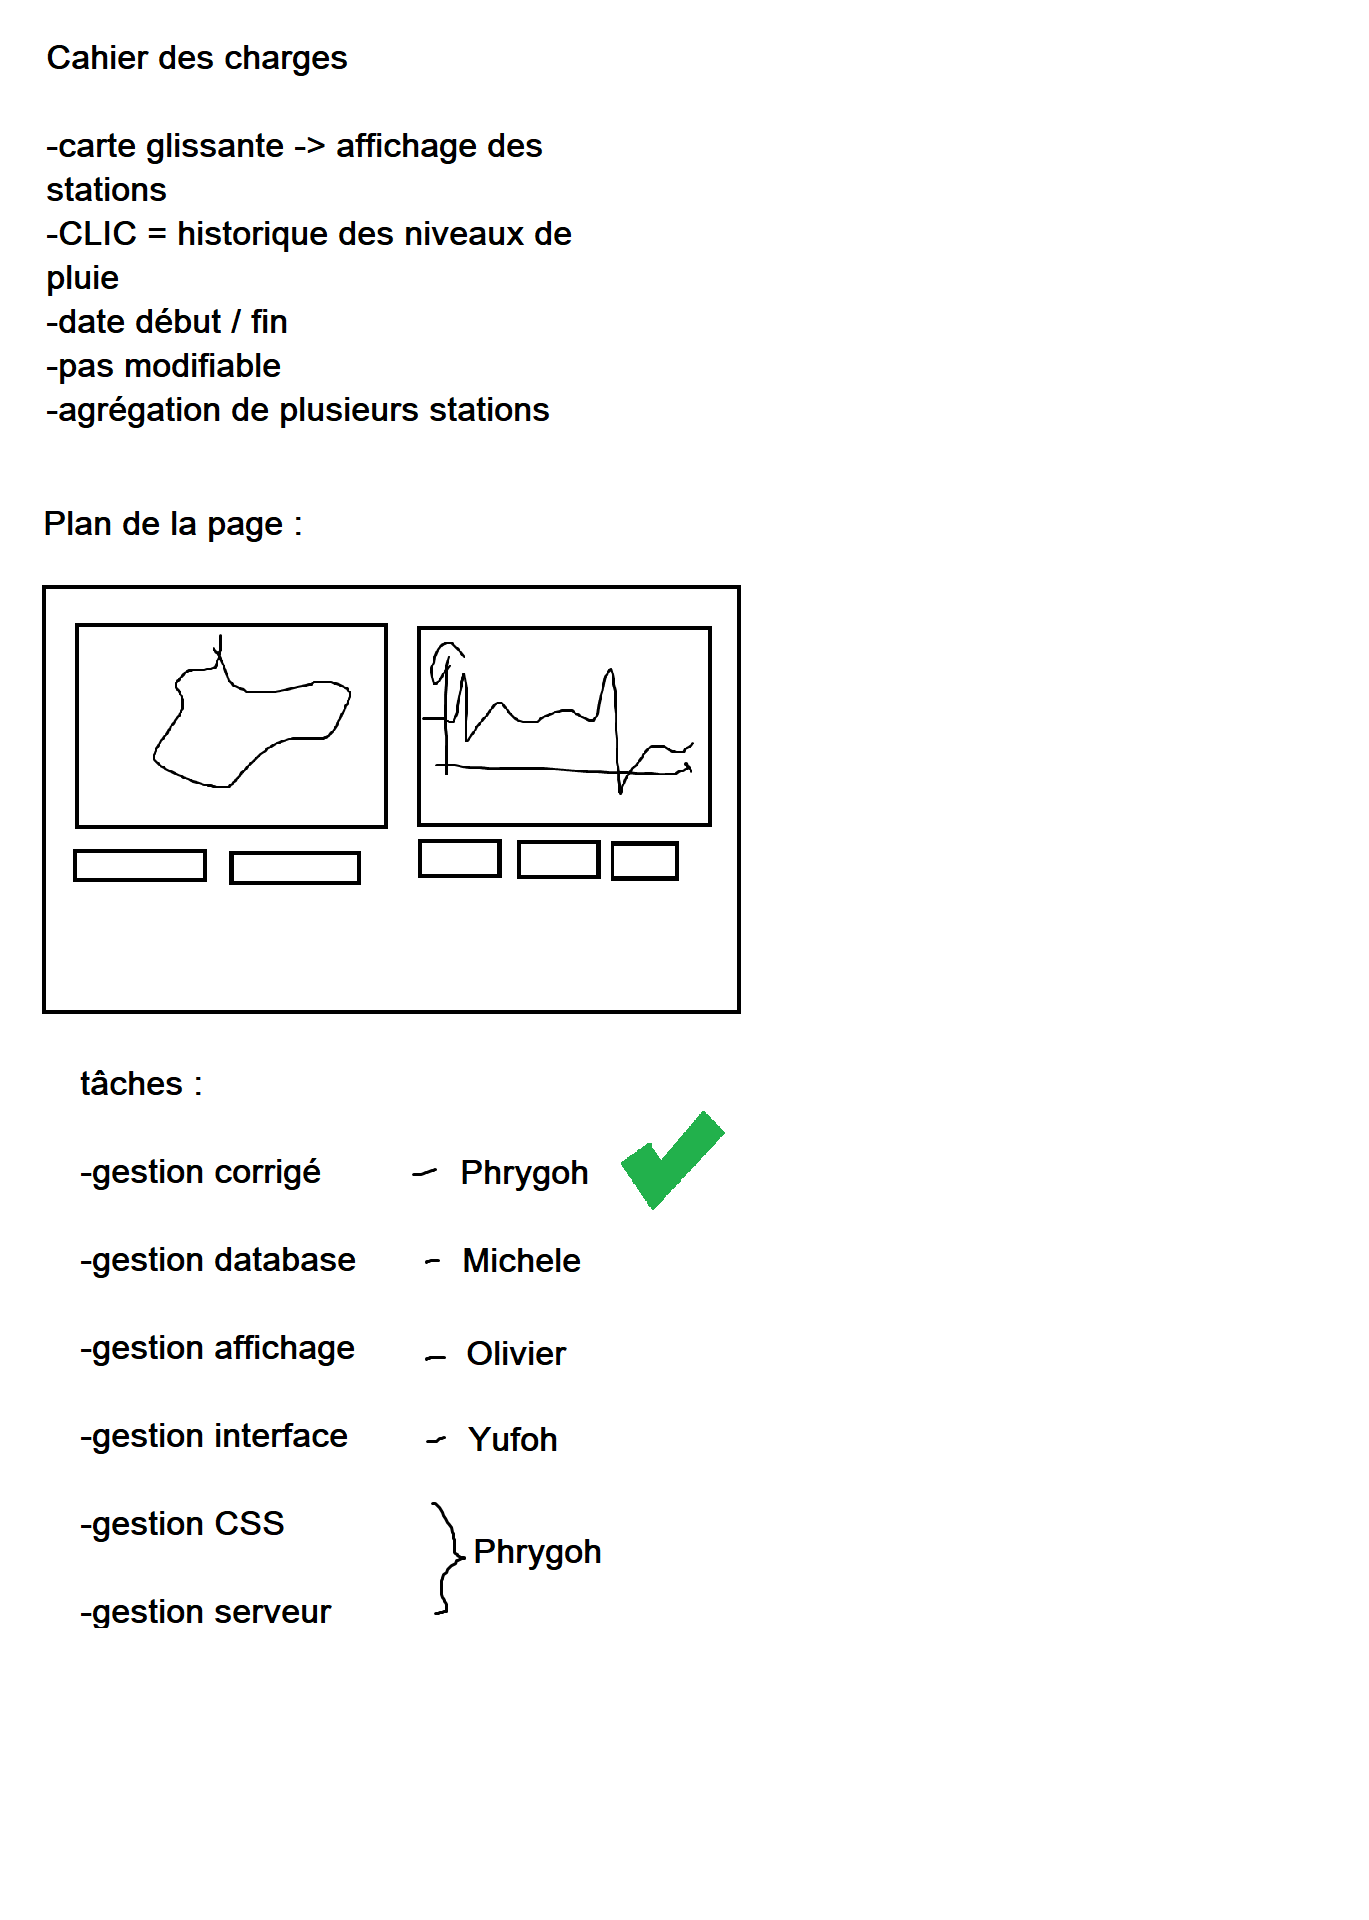 Cahier des charges
-carte glissante -> affichage des
stations
-CLIC = historique des niveaux de
pluie
-date début / fin
-pas modifiable
-agrégation de plusieurs stations
Plan de la page :
tâches :
-gestion corrigé - Phrygoh
-gestion database - Michele
-gestion affichage - Olivier
-gestion interface - Yufoh
-gestion CSS
Phrygoh
-gestion serveur